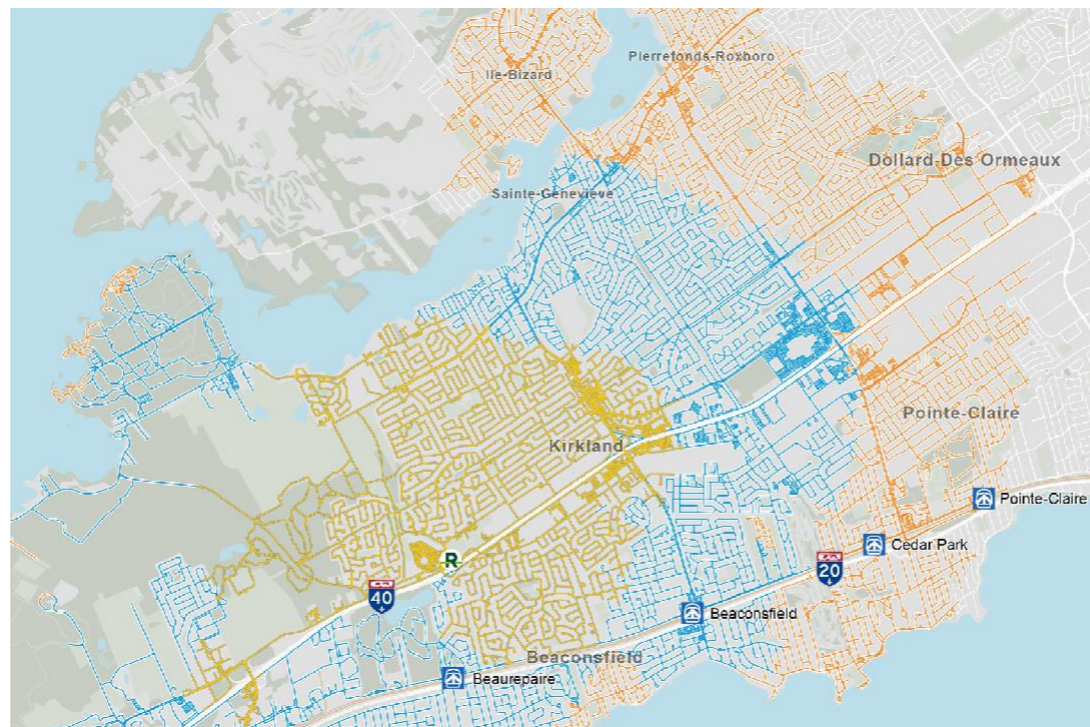 Ile-Bizard
Pierrefonds-Roxboro
Dollard-Des Ormeaux
Sainte-Geneviève
Pointe-Claire
Kirkland
Pointe-Claire
Cedar Park
R
20
40
Beaconsfield
Beaconsfield
Beaurepaire